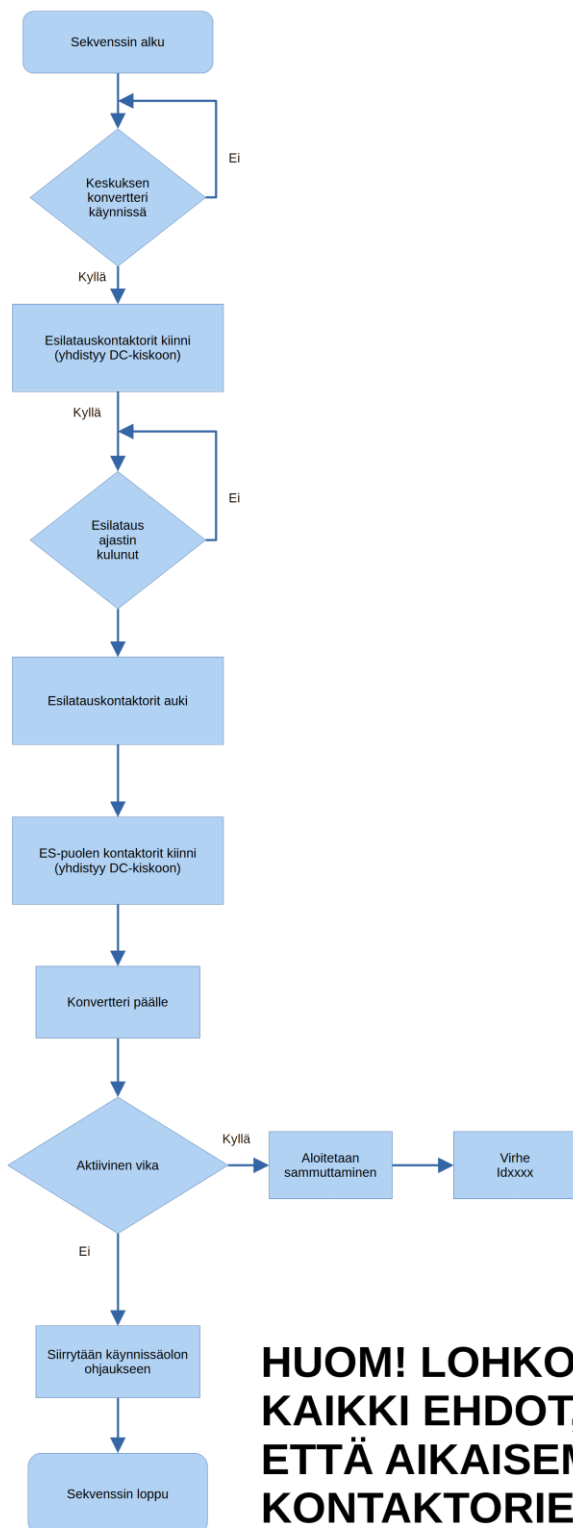 Sekvenssin alku
Ei
Keskuksen
konvertteri
käynnissä
Kyllä
Esilatauskontaktorit kiinni
(yhdistyy DC-kiskoon)
Kyllä
Ei
Esilataus
ajastin
kulunut
Esilatauskontaktorit auki
ES-puolen kontaktorit kiinni
(yhdistyy DC-kiskoon)
Konvertteri päälle
Aktiivinen vika
Kyllä
Aloitetaan
sammuttaminen
Virhe
Idxxxx
Ei
Siirrytään käynnissäolon
ohjaukseen
Sekvenssin loppu
HUOM! LOHKO
KAIKKI EHDOT,
ETTÄ